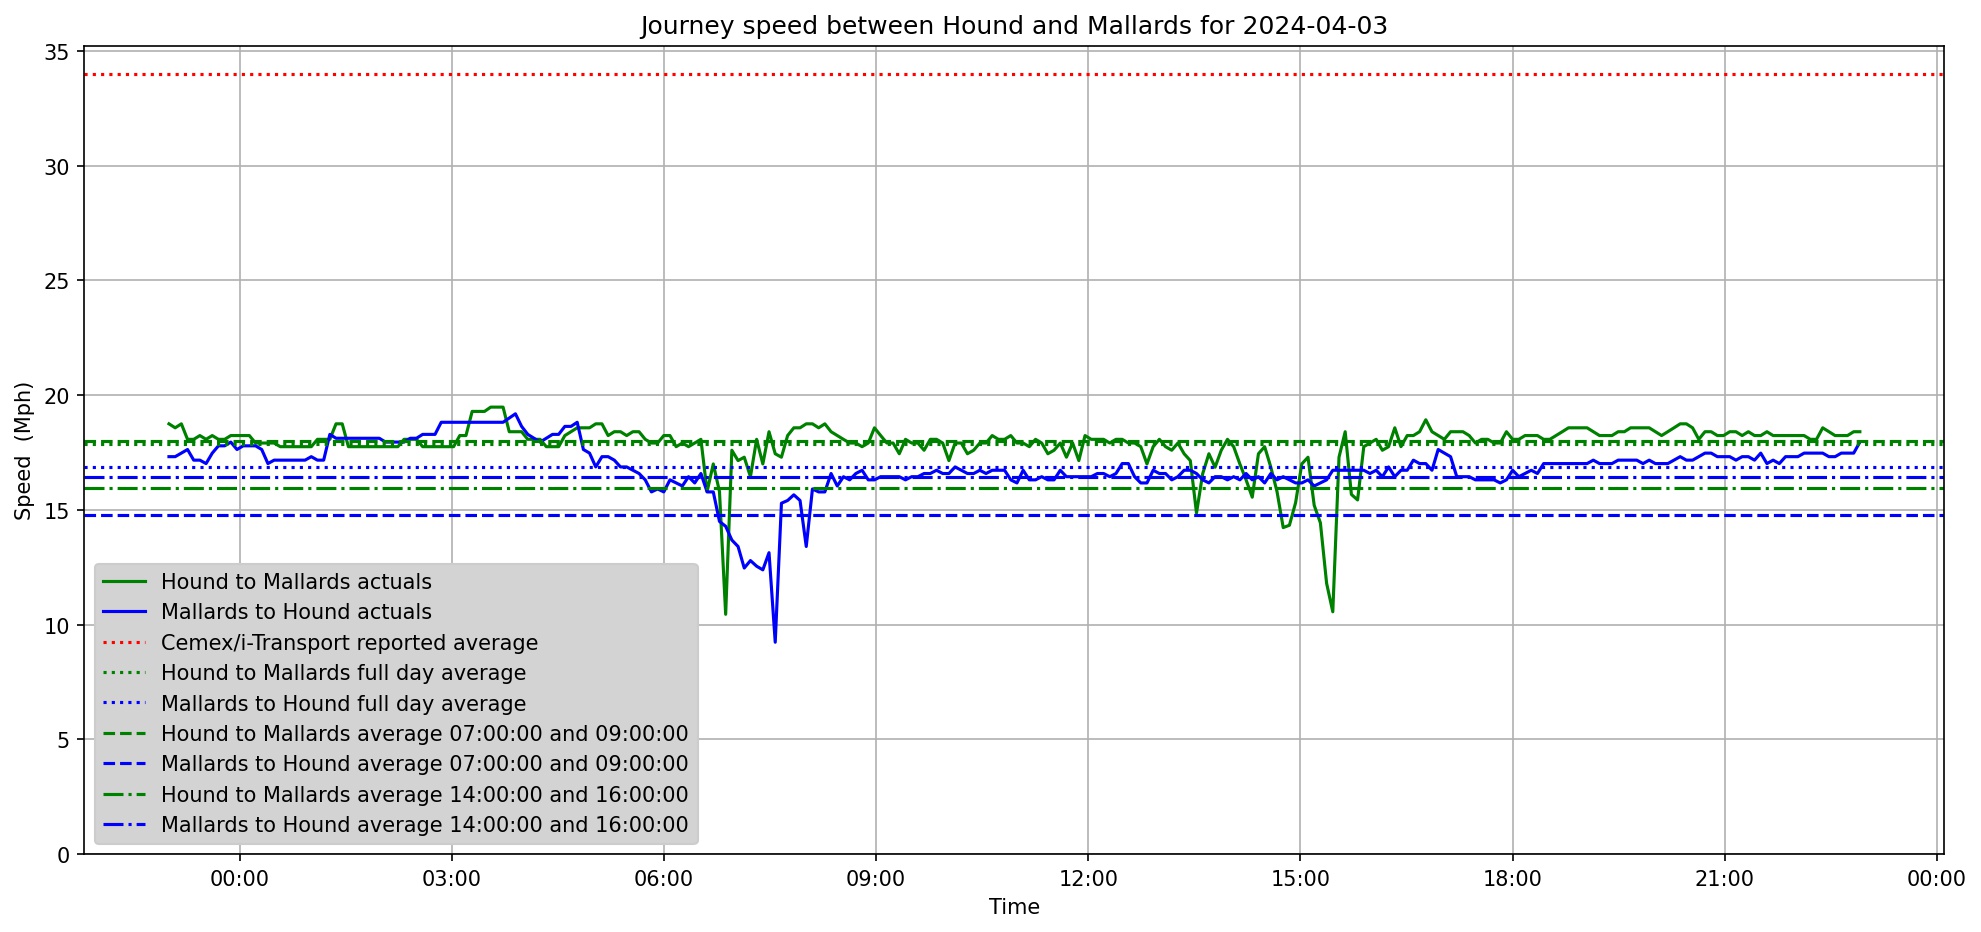 Journey speed between Hound and Mallards for 2024-04-03
35
30
25
20
15
10
5
0
Speed (Mph)
Hound to Mallards actuals
Mallards to Hound actuals
Cemex/i-Transport reported average
Hound to Mallards full day average
Mallards to Hound full day average
Hound to Mallards average 07:00:00 and 09:00:00
Mallards to Hound average 07:00:00 and 09:00:00
Hound to Mallards average 14:00:00 and 16:00:00
Mallards to Hound average 14:00:00 and 16:00:00
00:00 03:00 06:00 09:00 12:00 15:00 18:00 21:00 00:00
Time